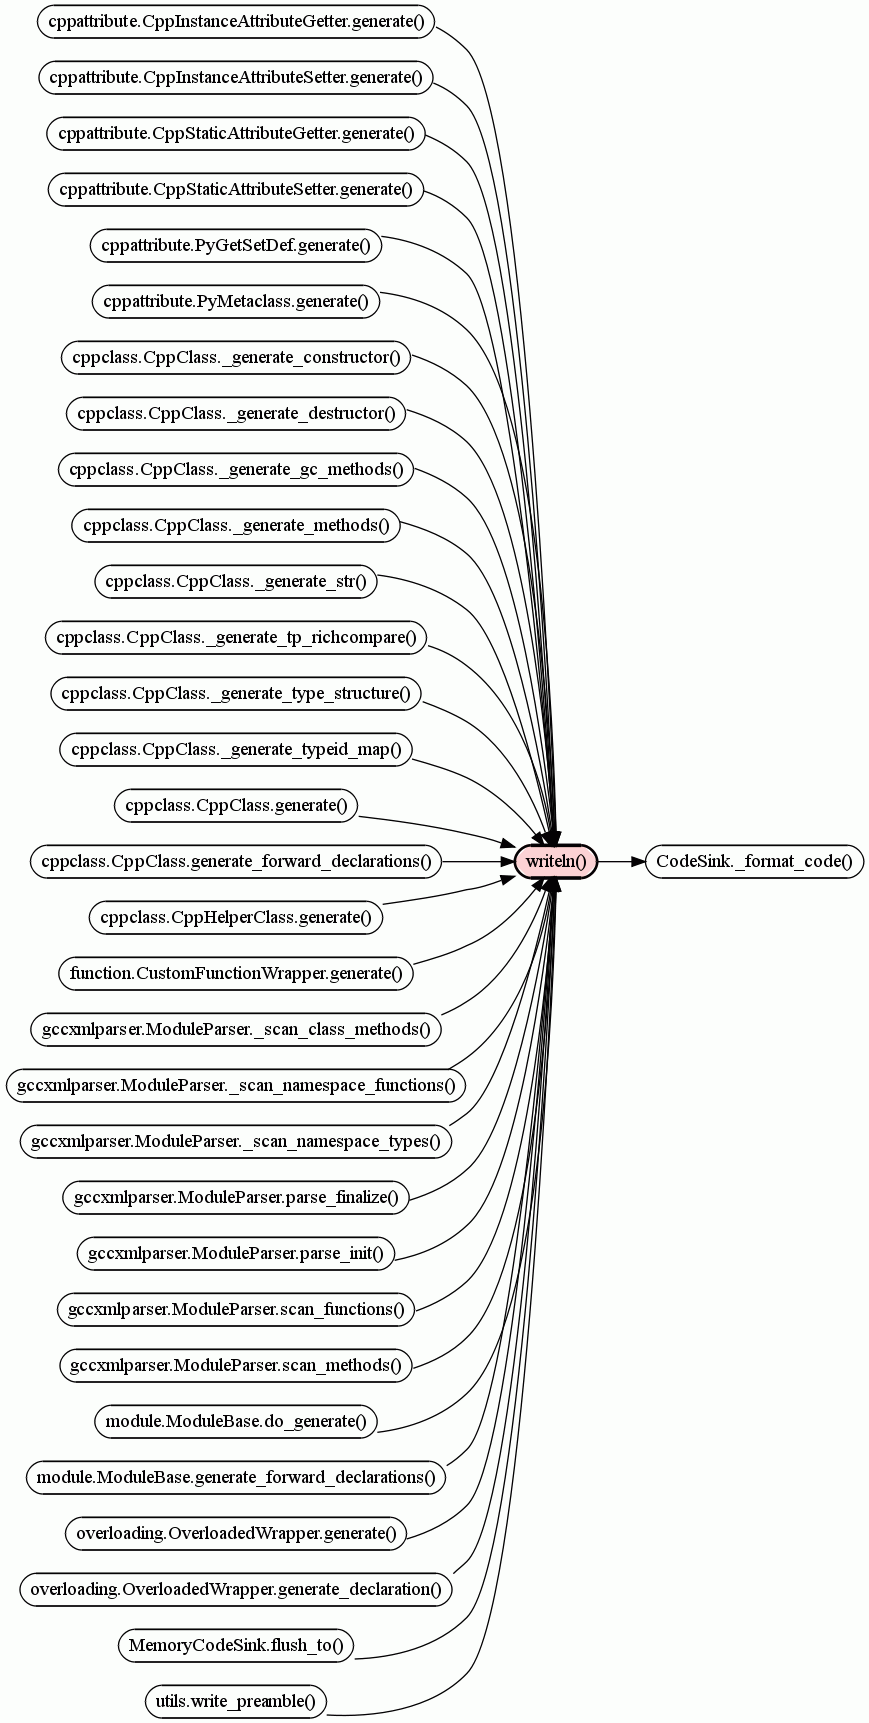 cppattribute.CppInstanceAttributeGetter.generate()
cppattribute.CppInstanceAttributeSetter.generate()
cppattribute.CppStaticAttributeGetter.generate()
cppattribute.CppStaticAttributeSetter.generate()
cppattribute.PyGetSetDef.generate()
cppattribute.PyMetaclass.generate()
cppclass.CppClass._generate_constructor()
cppclass.CppClass._generate_destructor()
cppclass.CppClass._generate_gc_methods()
cppclass.CppClass._generate_methods()
cppclass.CppClass._generate_str()
cppclass.CppClass._generate_tp_richcompare()
cppclass.CppClass._generate_type_structure()
cppclass.CppClass._generate_typeid_map()
cppclass.CppClass.generate()
cppclass.CppClass.generate_forward_declarations()
writeln()
CodeSink._format_code()
cppclass.CppHelperClass.generate()
function.CustomFunctionWrapper.generate()
gccxmlparser.ModuleParser._scan_class_methods()
gccxmlparser.ModuleParser._scan_namespace_functions()
gccxmlparser.ModuleParser._scan_namespace_types()
gccxmlparser.ModuleParser.parse_finalize()
gccxmlparser.ModuleParser.parse_init()
gccxmlparser.ModuleParser.scan_functions()
gccxmlparser.ModuleParser.scan_methods()
module.ModuleBase.do_generate()
module.ModuleBase.generate_forward_declarations()
overloading.OverloadedWrapper.generate()
overloading.OverloadedWrapper.generate_declaration()
MemoryCodeSink.flush_to()
utils.write_preamble()